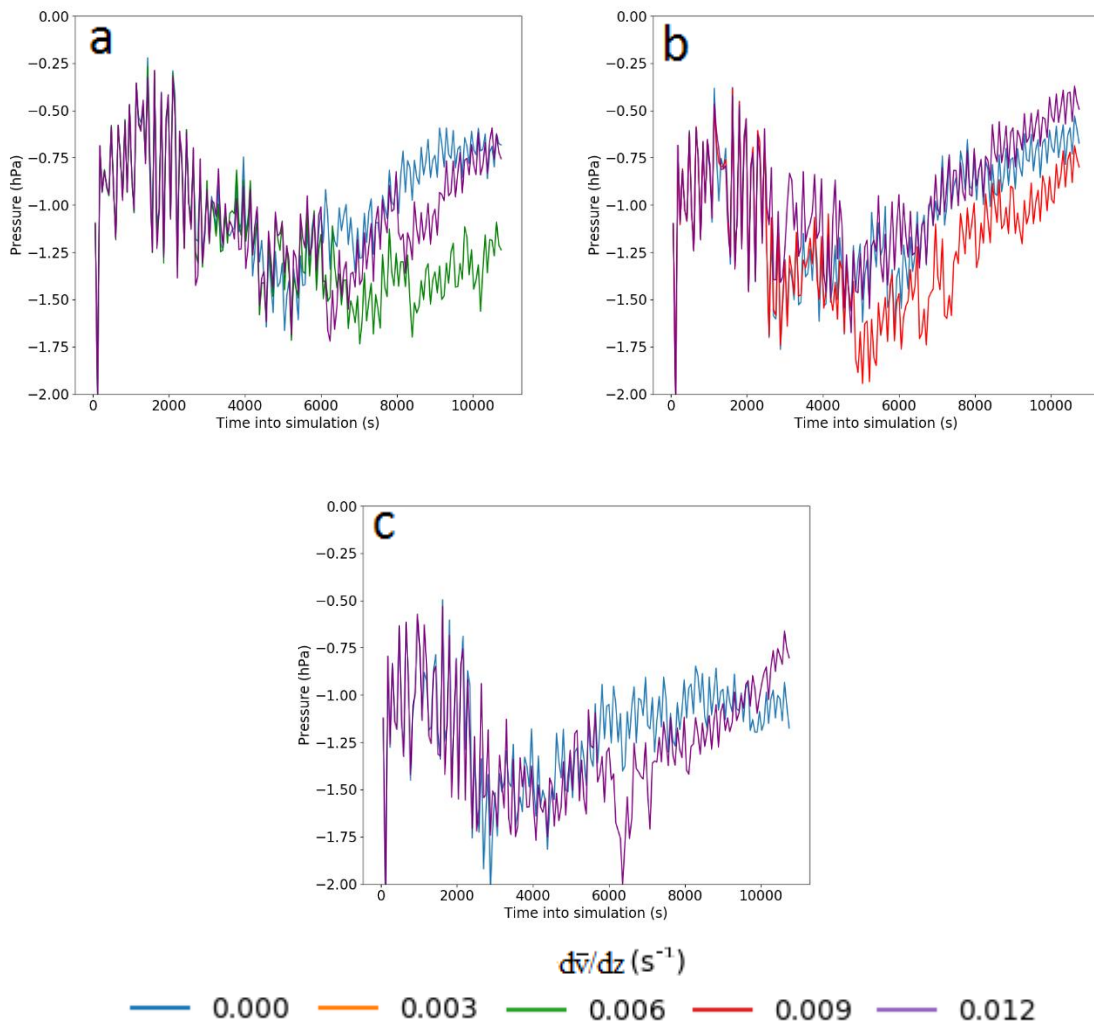 a
b
0.00
−0.25
−0.50
−0.75
−1.00
−1.25
−1.50
−1.75
−2.00
Pressure (hPa)
0 2000 4000 6000 8000 10000
Time into simulation (s)
0.00
−0.25
−0.50
−0.75
−1.00
−1.25
−1.50
−1.75
−2.00
Pressure (hPa)
0 2000 4000 6000 8000 10000
Time into simulation (s)
c
0.00
−0.25
−0.50
−0.75
−1.00
−1.25
−1.50
−1.75
−2.00
Pressure (hPa)
0 2000 4000 6000 8000 10000
Time into simulation (s)
dv̄/dz (s⁻¹)
0.000 0.003 0.006 0.009 0.012